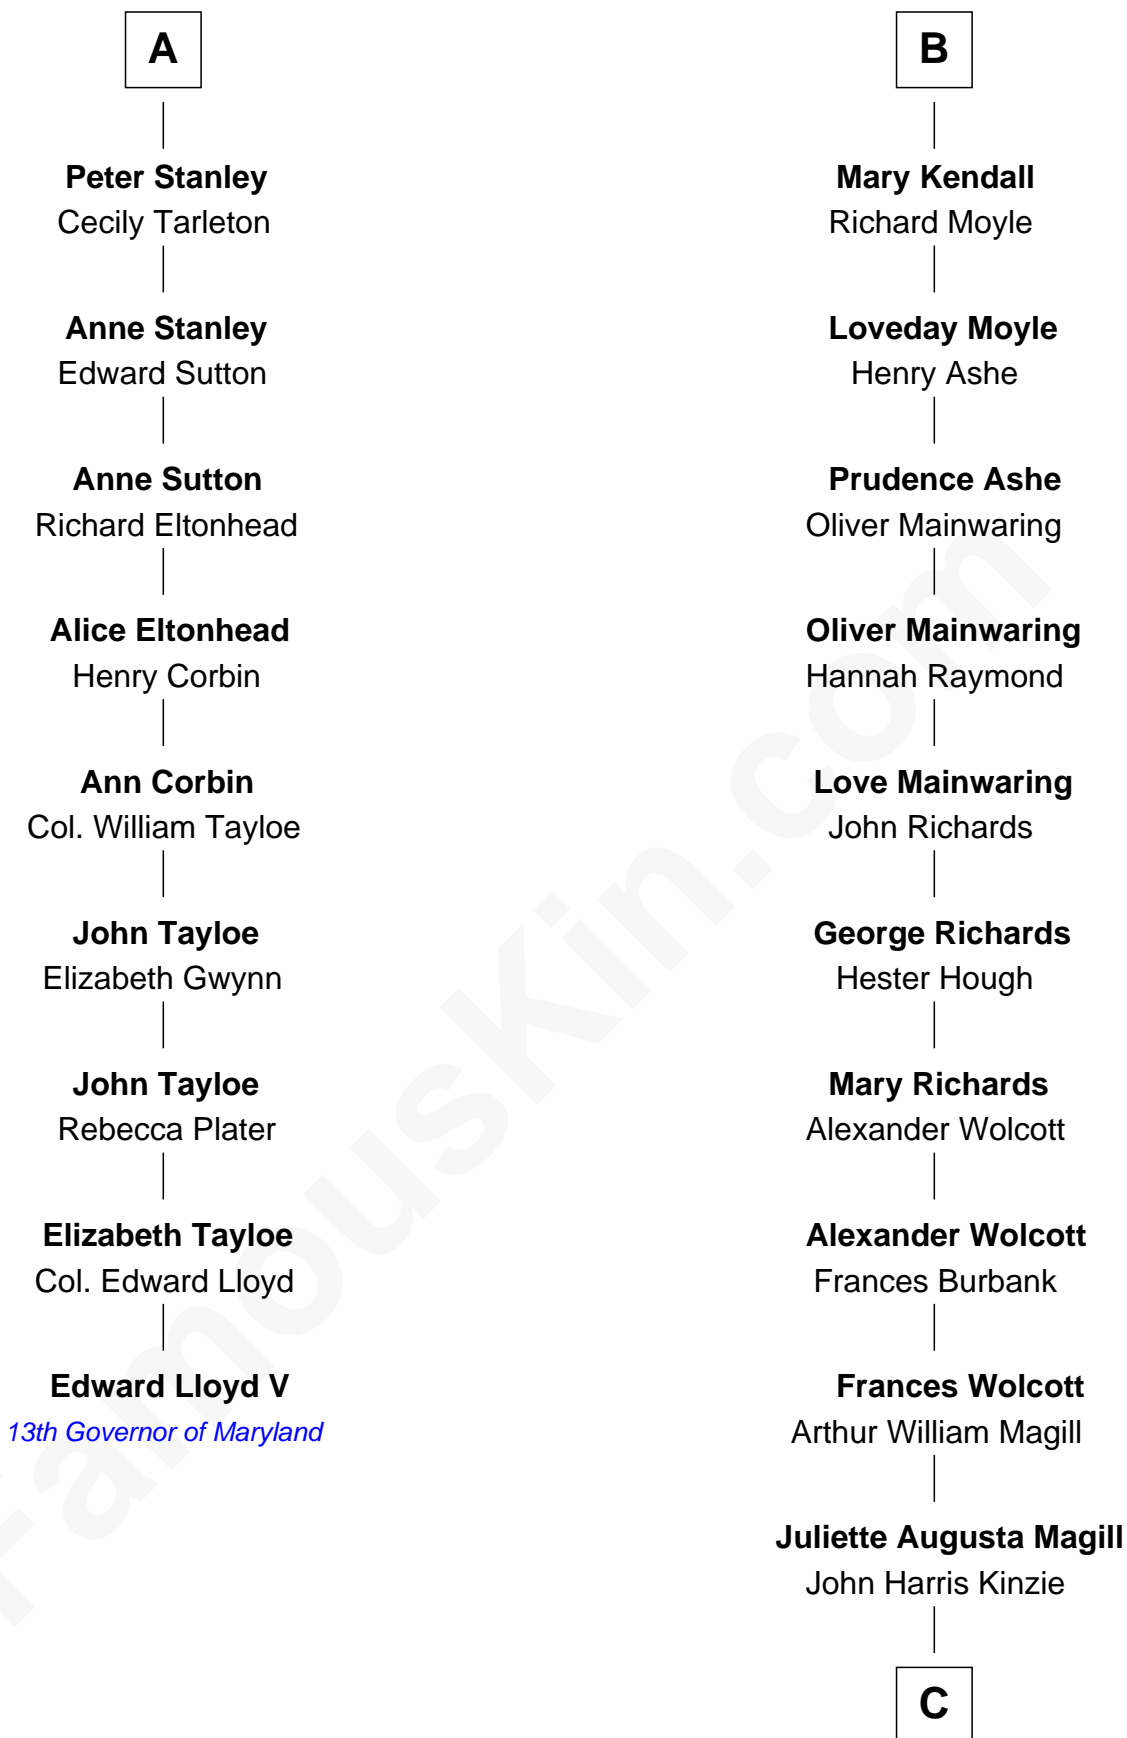 A
Peter Stanley
Cecily Tarleton
Anne Stanley
Edward Sutton
Anne Sutton
Richard Eltonhead
Alice Eltonhead
Henry Corbin
Ann Corbin
Col. William Tayloe
John Tayloe
Elizabeth Gwynn
John Tayloe
Rebecca Plater
Elizabeth Tayloe
Col. Edward Lloyd
Edward Lloyd V
13th Governor of Maryland
B
Mary Kendall
Richard Moyle
Loveday Moyle
Henry Ashe
Prudence Ashe
Oliver Mainwaring
Oliver Mainwaring
Hannah Raymond
Love Mainwaring
John Richards
George Richards
Hester Hough
Mary Richards
Alexander Wolcott
Alexander Wolcott
Frances Burbank
Frances Wolcott
Arthur William Magill
Juliette Augusta Magill
John Harris Kinzie
C
FamousKin.com